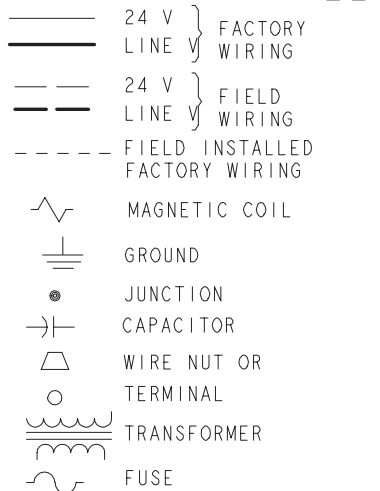 24 V
LINE V
FACTORY
WIRING
24 V
LINE V
FIELD
WIRING
FIELD INSTALLED
FACTORY WIRING
MAGNETIC COIL
GROUND
JUNCTION
CAPACITOR
WIRE NUT OR
TERMINAL
TRANSFORMER
FUSE